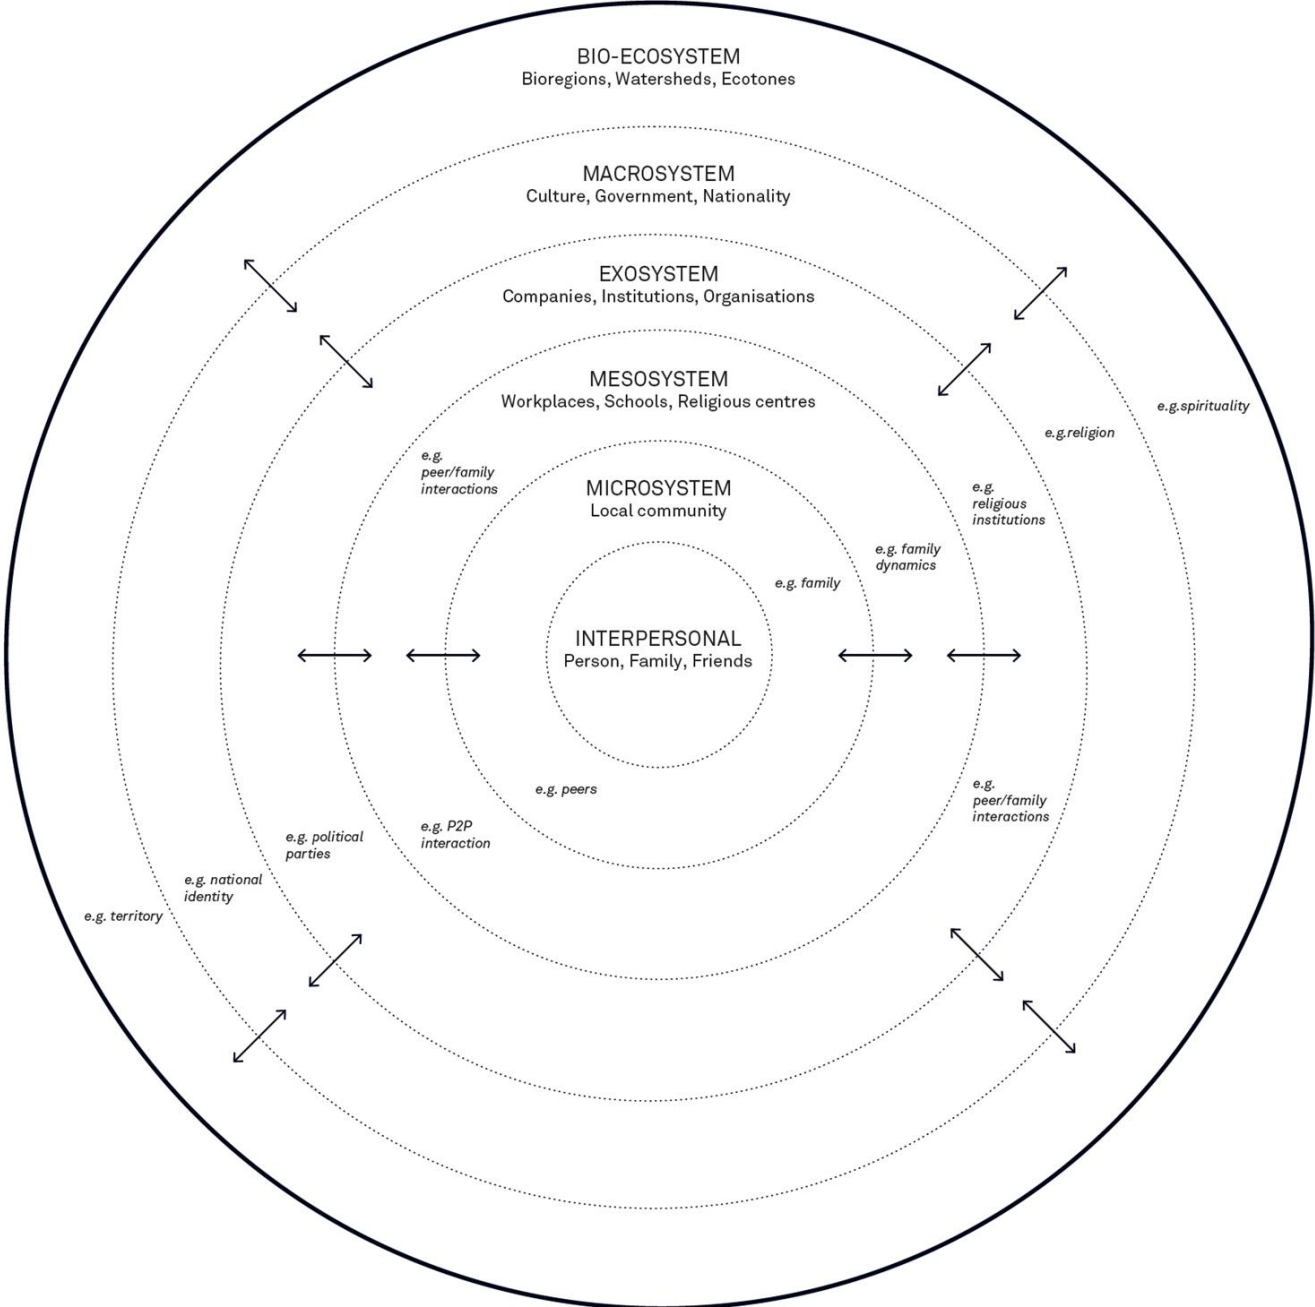 BIO-ECOSYSTEM
Bioregions, Watersheds, Ecotones
MACROSYSTEM
Culture, Government, Nationality
EXOSYSTEM
Companies, Institutions, Organisations
MESOSYSTEM
Workplaces, Schools, Religious centres
e.g.spirituality
e.g.religion
e.g.
peer/family
interactions
MICROSYSTEM
Local community
e.g.
religious
institutions
e.g. family
dynamics
e.g. family
INTERPERSONAL
Person, Family, Friends
e.g. peers
e.g.
peer/family
interactions
e.g. P2P
interaction
e.g. political
parties
e.g. national
identity
e.g. territory